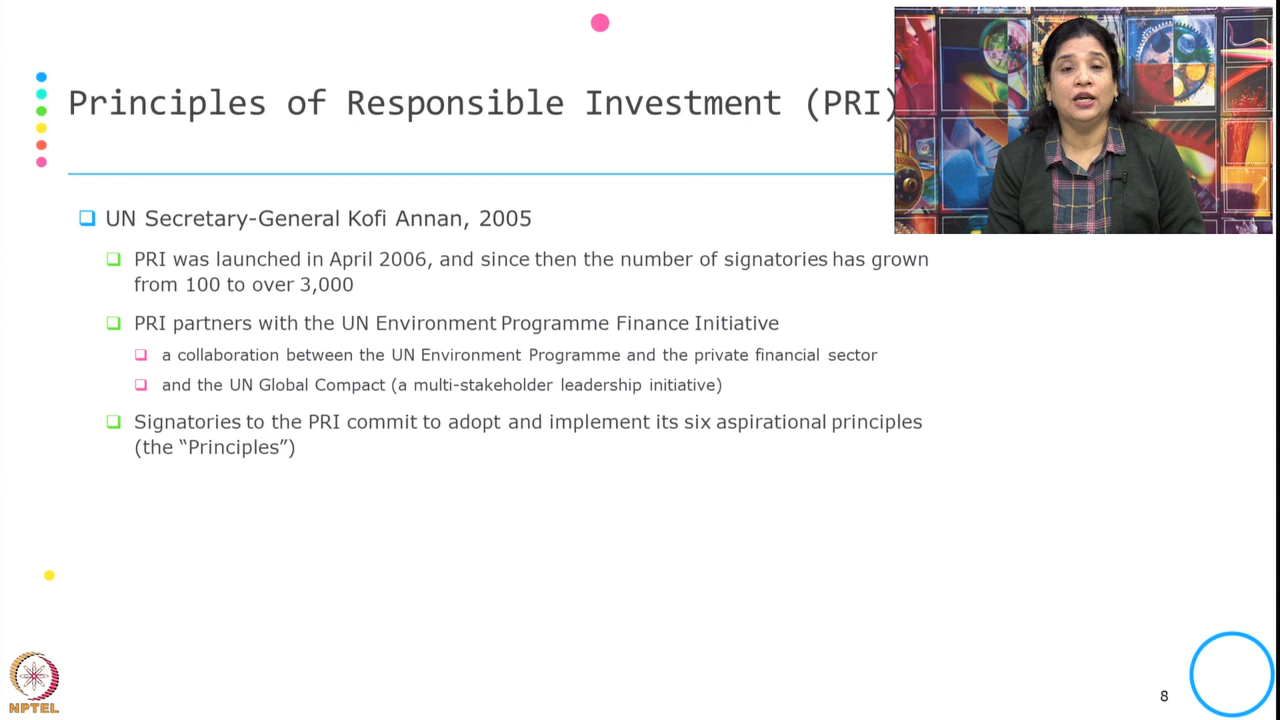 Principles of Responsible Investment (PRI)
UN Secretary-General Kofi Annan, 2005
PRI was launched in April 2006, and since then the number of signatories has grown
from 100 to over 3,000
PRI partners with the UN Environment Programme Finance Initiative
a collaboration between the UN Environment Programme and the private financial sector
and the UN Global Compact (a multi-stakeholder leadership initiative)
Signatories to the PRI commit to adopt and implement its six aspirational principles
(the “Principles”)
NPTEL
8